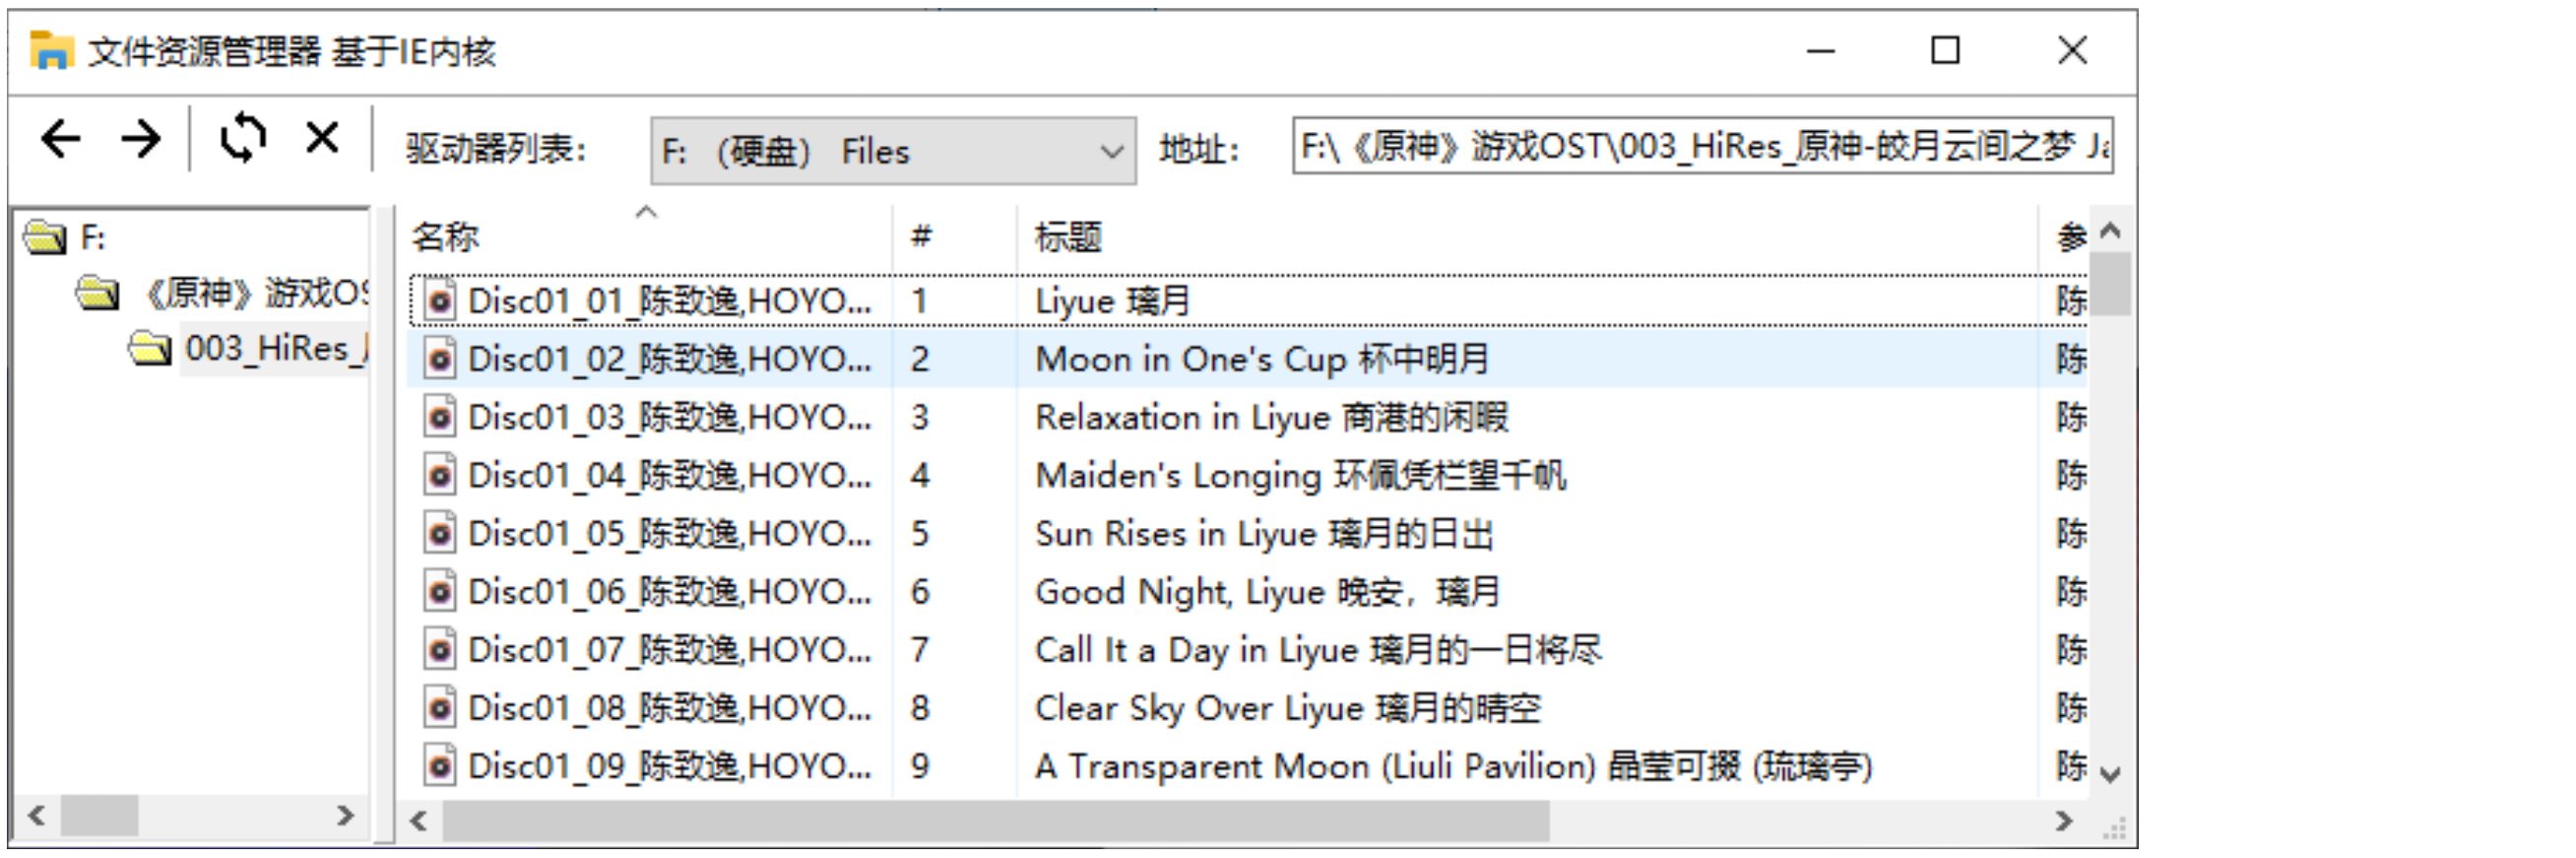 文件资源管理器 基于IE内核
驱动器列表： F: （硬盘） Files 地址： F:\《原神》游戏OST\003_HiRes_原神-皎月云间之梦 Ja
F:
《原神》游戏OS
003_HiRes_
名称 # 标题 参
Disc01_01_陈致逸,HOYO... 1 Liyue 璃月 陈
Disc01_02_陈致逸,HOYO... 2 Moon in One's Cup 杯中明月 陈
Disc01_03_陈致逸,HOYO... 3 Relaxation in Liyue 商港的闲暇 陈
Disc01_04_陈致逸,HOYO... 4 Maiden's Longing 环佩凭栏望千帆 陈
Disc01_05_陈致逸,HOYO... 5 Sun Rises in Liyue 璃月的日出 陈
Disc01_06_陈致逸,HOYO... 6 Good Night, Liyue 晚安，璃月 陈
Disc01_07_陈致逸,HOYO... 7 Call It a Day in Liyue 璃月的一日将尽 陈
Disc01_08_陈致逸,HOYO... 8 Clear Sky Over Liyue 璃月的晴空 陈
Disc01_09_陈致逸,HOYO... 9 A Transparent Moon (Liuli Pavilion) 晶莹可掇 (琉璃亭) 陈